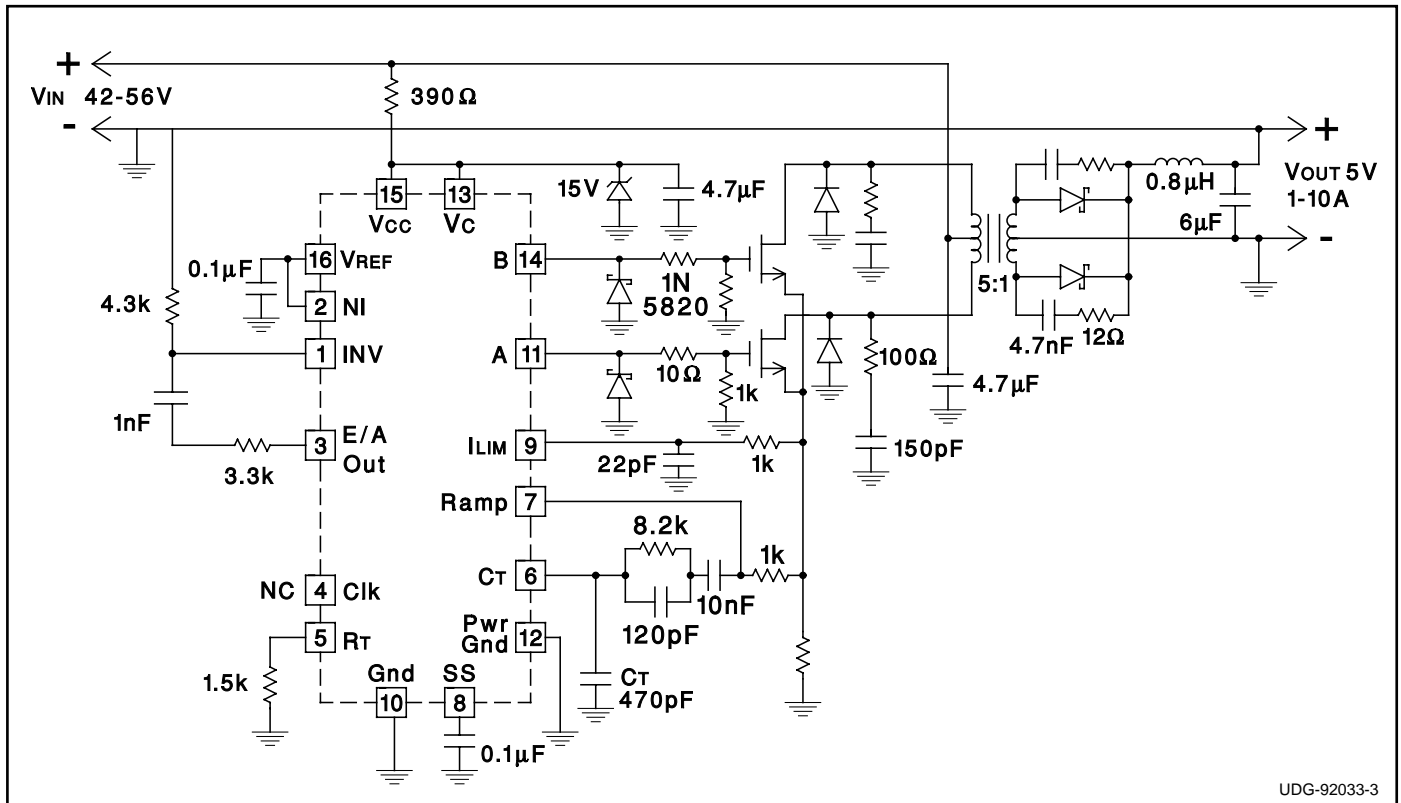 +
VIN 42-56V
-
390Ω
+
VOUT 5V
1-10A
-
15V
4.7µF
0.8µH
6µF
15
VCC
13
VC
0.1µF
16 VREF
2 NI
4.3k
1 INV
1nF
3 E/A
Out
3.3k
NC 4 Clk
5 RT
1.5k
Gnd
10
SS
8
0.1µF
B 14
1N
5820
A 11
10Ω
1k
ILIM 9
22pF
1k
Ramp 7
8.2k
CT 6
120pF
10nF
1k
Pwr
Gnd 12
CT
470pF
100Ω
150pF
4.7µF
5:1
4.7nF
12Ω
UDG-92033-3